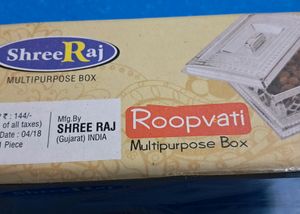 Shree Raj
MULTIPURPOSE BOX
₹ : 144/-
of all taxes)
Date : 04/18
1 Piece
Mfg.By
SHREE RAJ
(Gujarat) INDIA
Roopvati
Multipurpose Box